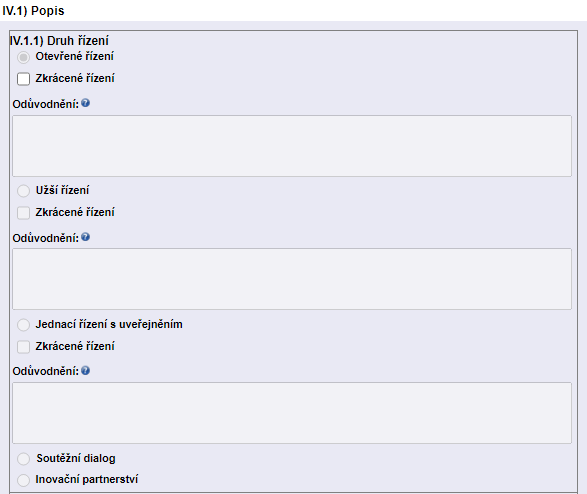 IV.1) Popis
IV.1.1) Druh řízení
Otevřené řízení
Zkrácené řízení
Odůvodnění: ?
Užší řízení
Zkrácené řízení
Odůvodnění: ?
Jednací řízení s uveřejněním
Zkrácené řízení
Odůvodnění: ?
Soutěžní dialog
Inovační partnerství